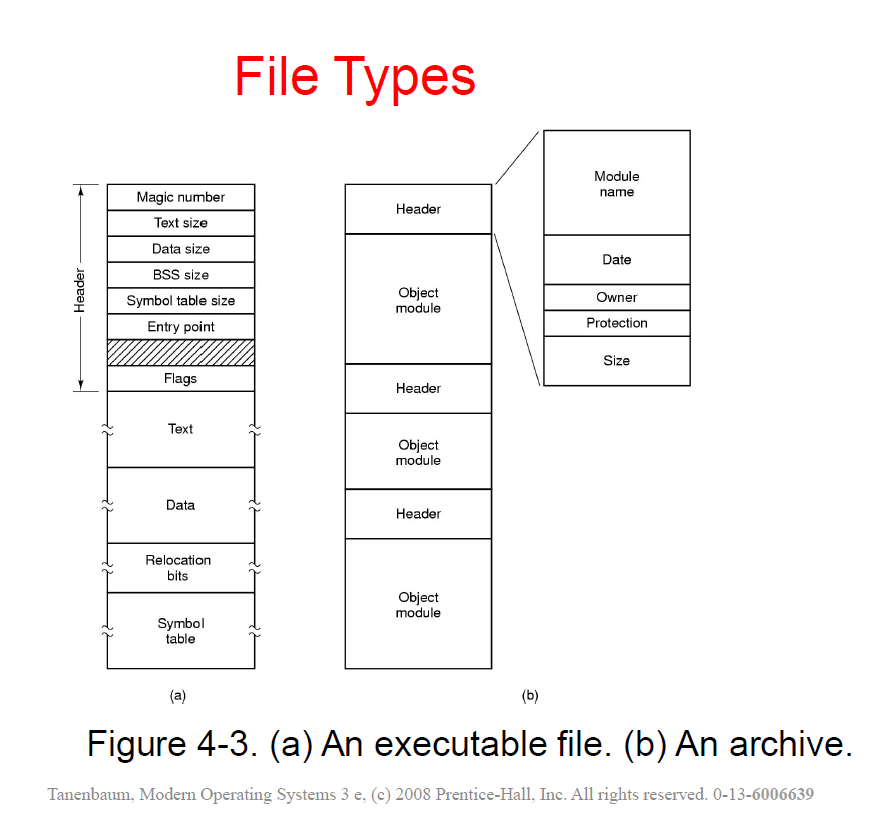 File Types
Header
Magic number
Text size
Data size
BSS size
Symbol table size
Entry point
Flags
Text
Data
Relocation
bits
Symbol
table
(a)
Header
Object
module
Header
Object
module
Header
Object
module
(b)
Module
name
Date
Owner
Protection
Size
Figure 4-3. (a) An executable file. (b) An archive.
Tanenbaum, Modern Operating Systems 3 e, (c) 2008 Prentice-Hall, Inc. All rights reserved. 0-13-6006639